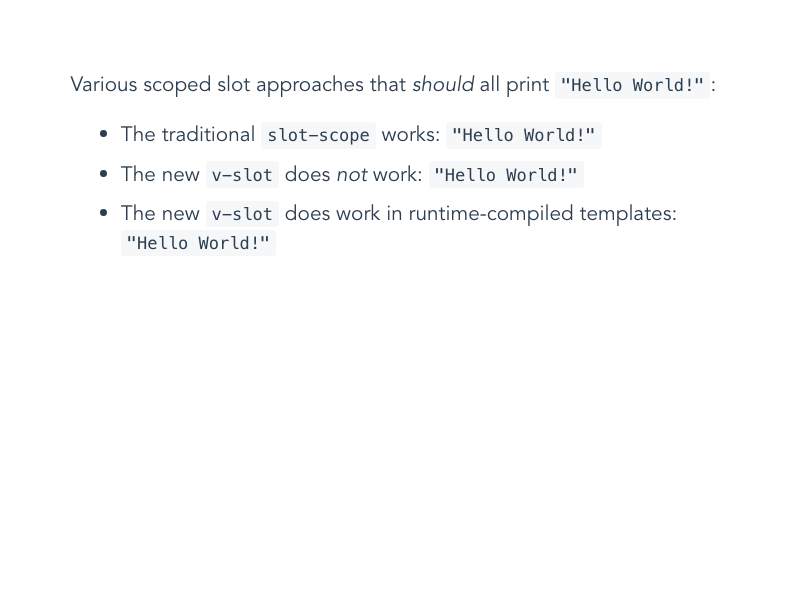 Various scoped slot approaches that should all print "Hello World!":
• The traditional slot-scope works: "Hello World!"
• The new v-slot does not work: "Hello World!"
• The new v-slot does work in runtime-compiled templates:
"Hello World!"